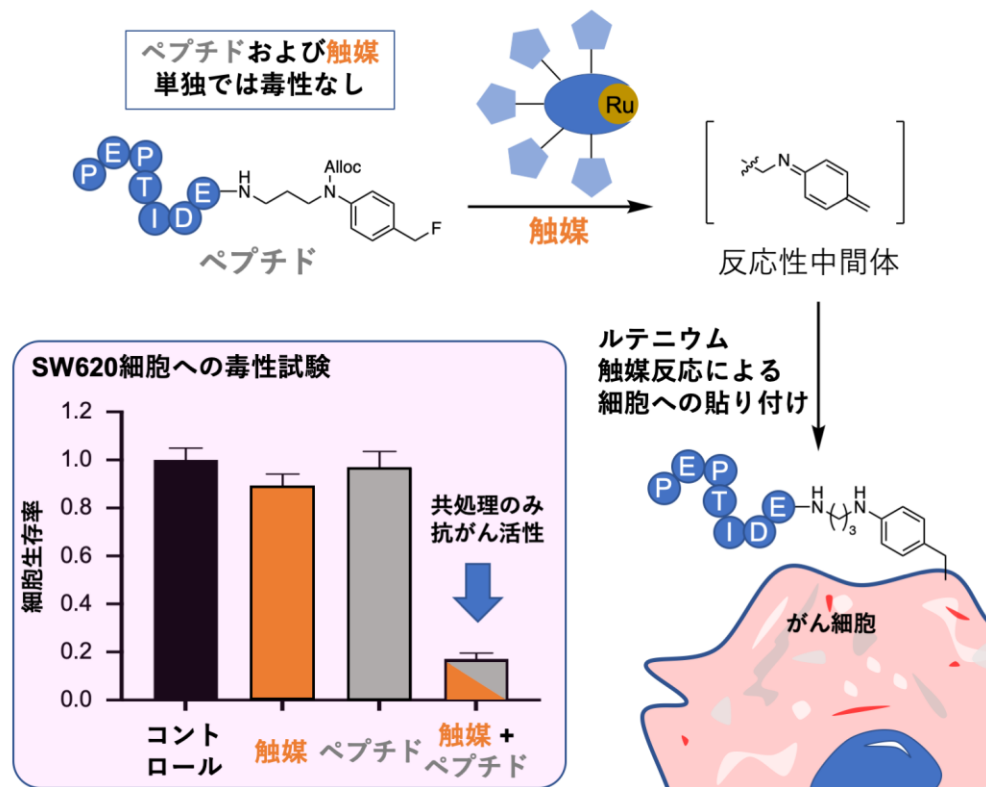 ペプチドおよび触媒
単独では毒性なし
Ru
PEPTIDE
H
N
Alloc
N
F
ペプチド
触媒
N
反応性中間体
ルテニウム
触媒反応による
細胞への貼り付け
SW620細胞への毒性試験
細胞生存率
1.2
1.0
0.8
0.6
0.4
0.2
0.0
共処理のみ
抗がん活性
コント
ロール
触媒
ペプチド
触媒 +
ペプチド
PEPTIDE
H
N
( )3
H
N
がん細胞